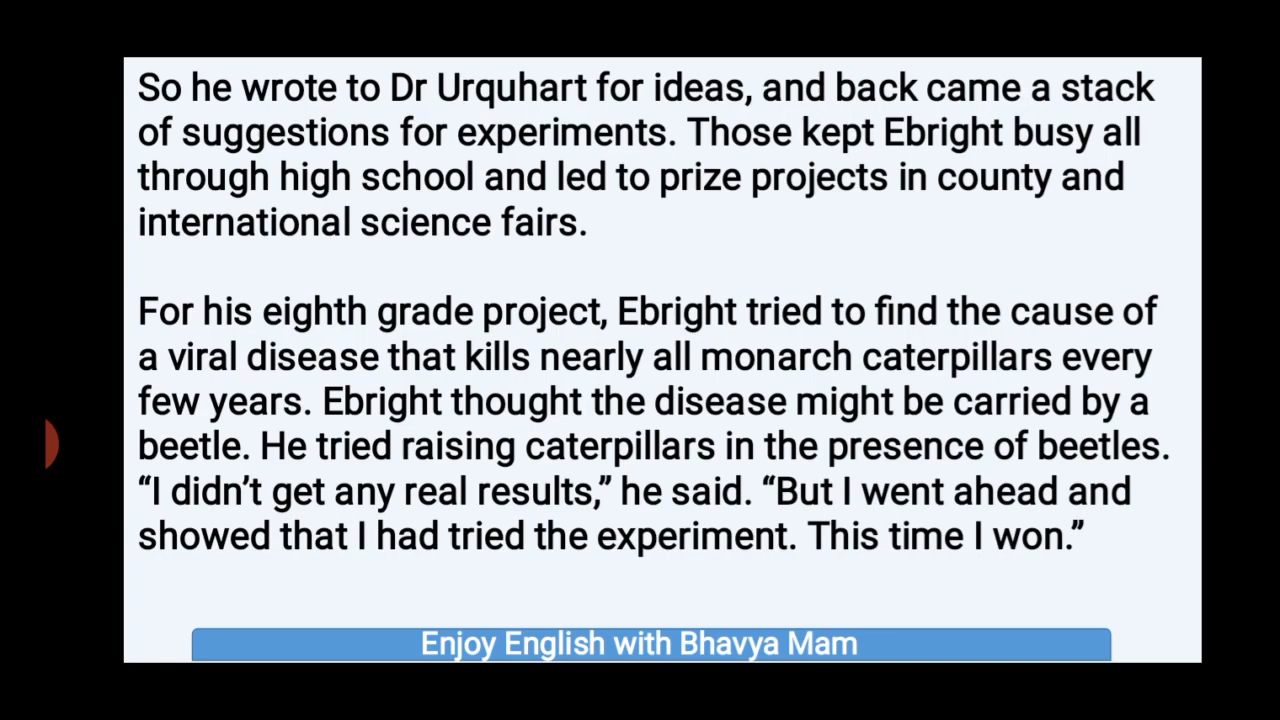 So he wrote to Dr Urquhart for ideas, and back came a stack
of suggestions for experiments. Those kept Ebright busy all
through high school and led to prize projects in county and
international science fairs.
For his eighth grade project, Ebright tried to find the cause of
a viral disease that kills nearly all monarch caterpillars every
few years. Ebright thought the disease might be carried by a
beetle. He tried raising caterpillars in the presence of beetles.
“I didn’t get any real results,” he said. “But I went ahead and
showed that I had tried the experiment. This time I won.”
Enjoy English with Bhavya Mam